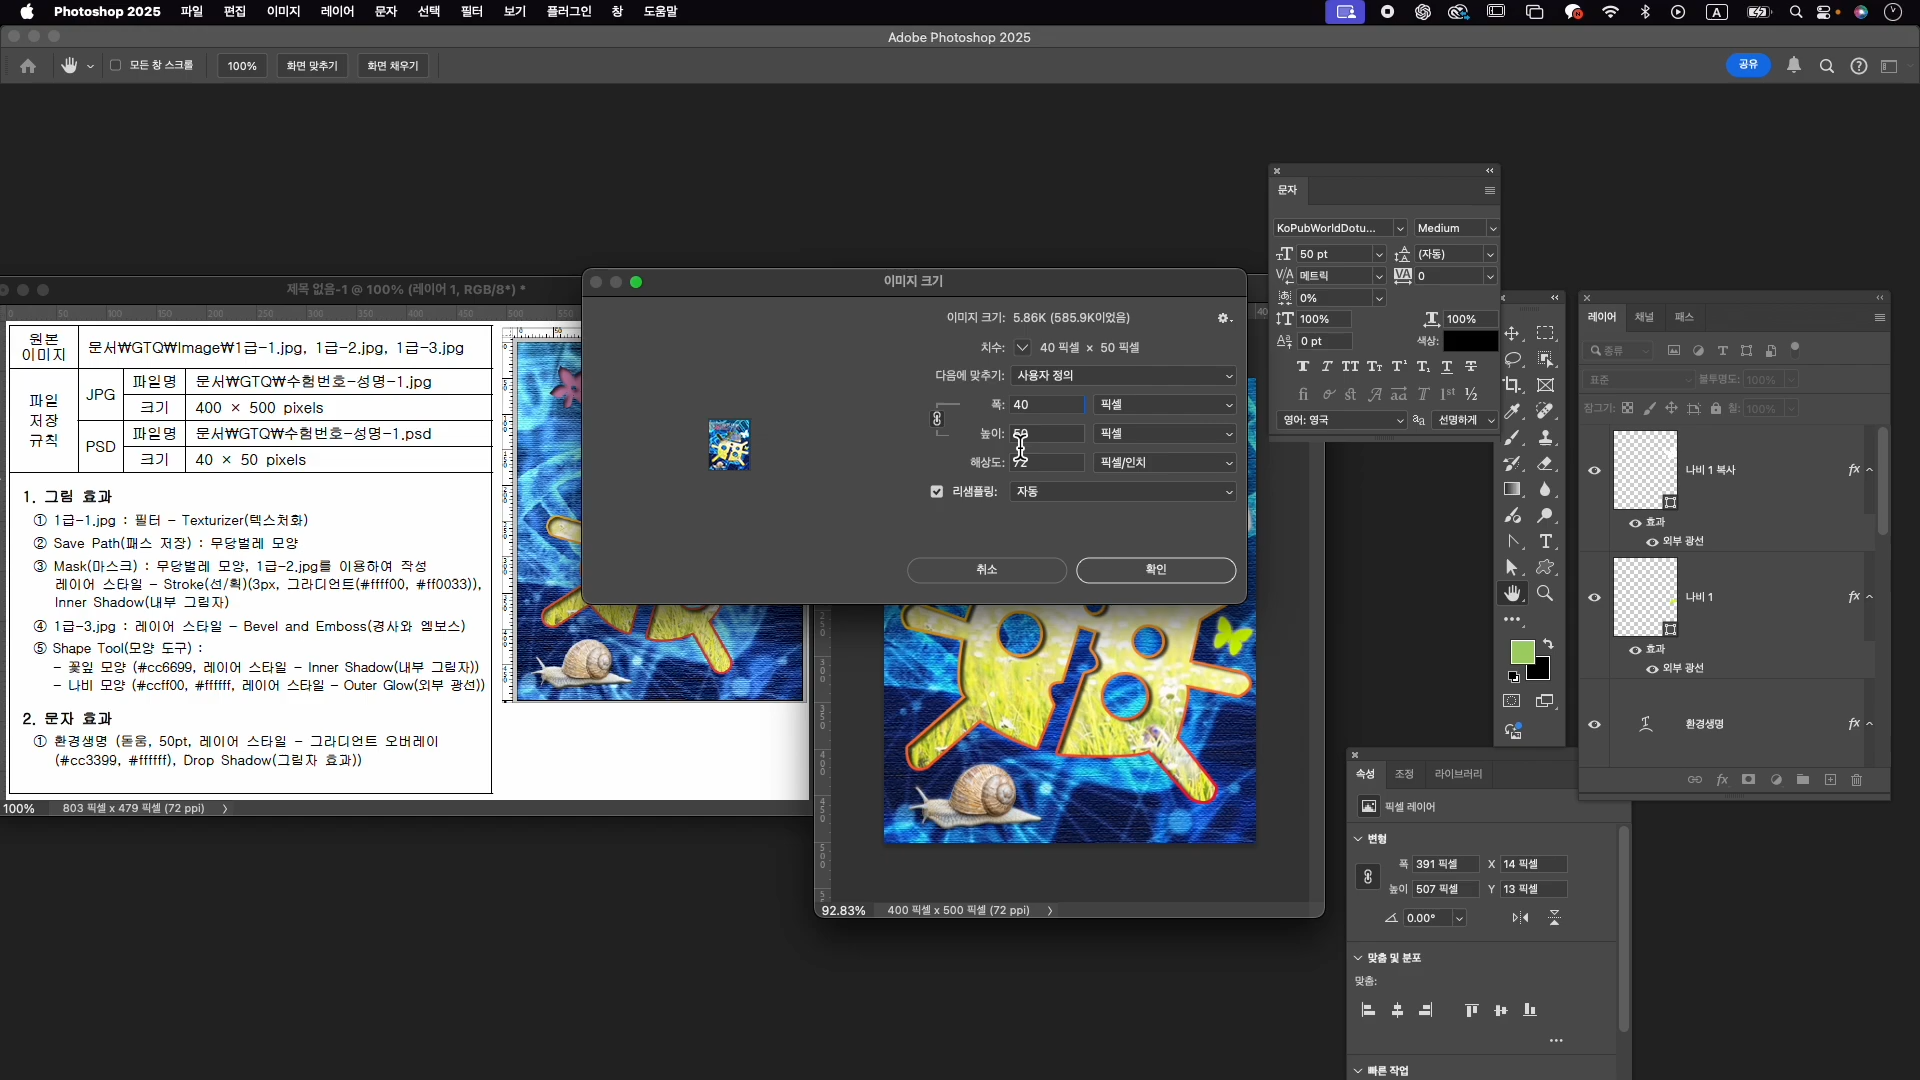 Photoshop 2025 파일 편집 이미지 레이어 문자 선택 필터 보기 플러그인 창 도움말
Adobe Photoshop 2025
모든 창 스크롤 100% 화면 맞추기 화면 채우기 공유
제목 없음-1 @ 100% (레이어 1, RGB/8*) *
원본 이미지
문서₩GTQ₩Image₩1급-1.jpg, 1급-2.jpg, 1급-3.jpg
파일 저장 규칙
JPG
파일명 문서₩GTQ₩수험번호-성명-1.jpg
크기 400 × 500 pixels
PSD
파일명 문서₩GTQ₩수험번호-성명-1.psd
크기 40 × 50 pixels
1. 그림 효과
① 1급-1.jpg : 필터 - Texturizer(텍스처화)
② Save Path(패스 저장) : 무당벌레 모양
③ Mask(마스크) : 무당벌레 모양, 1급-2.jpg를 이용하여 작성
레이어 스타일 - Stroke(선/획)(3px, 그라디언트(#ffff00, #ff0033)),
Inner Shadow(내부 그림자)
④ 1급-3.jpg : 레이어 스타일 - Bevel and Emboss(경사와 엠보스)
⑤ Shape Tool(모양 도구) :
- 꽃잎 모양 (#cc6699, 레이어 스타일 - Inner Shadow(내부 그림자))
- 나비 모양 (#ccff00, #ffffff, 레이어 스타일 - Outer Glow(외부 광선))
2. 문자 효과
① 환경생명 (돋움, 50pt, 레이어 스타일 - 그라디언트 오버레이
(#cc3399, #ffffff), Drop Shadow(그림자 효과))
100% 803 픽셀 x 479 픽셀 (72 ppi)
이미지 크기
이미지 크기: 5.86K (585.9K이었음)
치수: 40 픽셀 × 50 픽셀
다음에 맞추기: 사용자 정의
폭: 40 픽셀
높이: 픽셀
해상도: 72 픽셀/인치
리샘플링: 자동
취소 확인
92.83% 400 픽셀 x 500 픽셀 (72 ppi)
문자
KoPubWorldDotu... Medium
50 pt (자동)
메트릭 0
0%
100% 100%
0 pt 색상:
영어: 영국 aa 선명하게
레이어 채널 패스
종류
표준 불투명도: 100%
잠그기: 칠: 100%
나비 1 복사 fx
효과
외부 광선
나비 1 fx
효과
외부 광선
환경생명 fx
속성 조정 라이브러리
픽셀 레이어
변형
폭 391 픽셀 X 14 픽셀
높이 507 픽셀 Y 13 픽셀
0.00°
맞춤 및 분포
맞춤:
빠른 작업